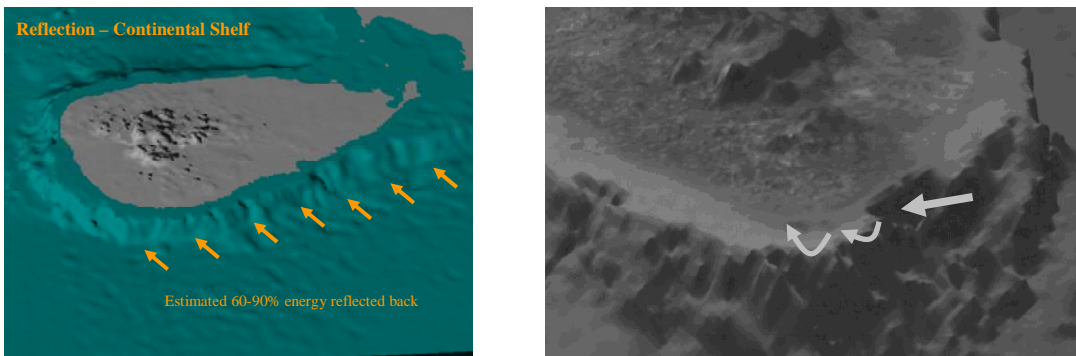 Reflection – Continental Shelf
Estimated 60-90% energy reflected back